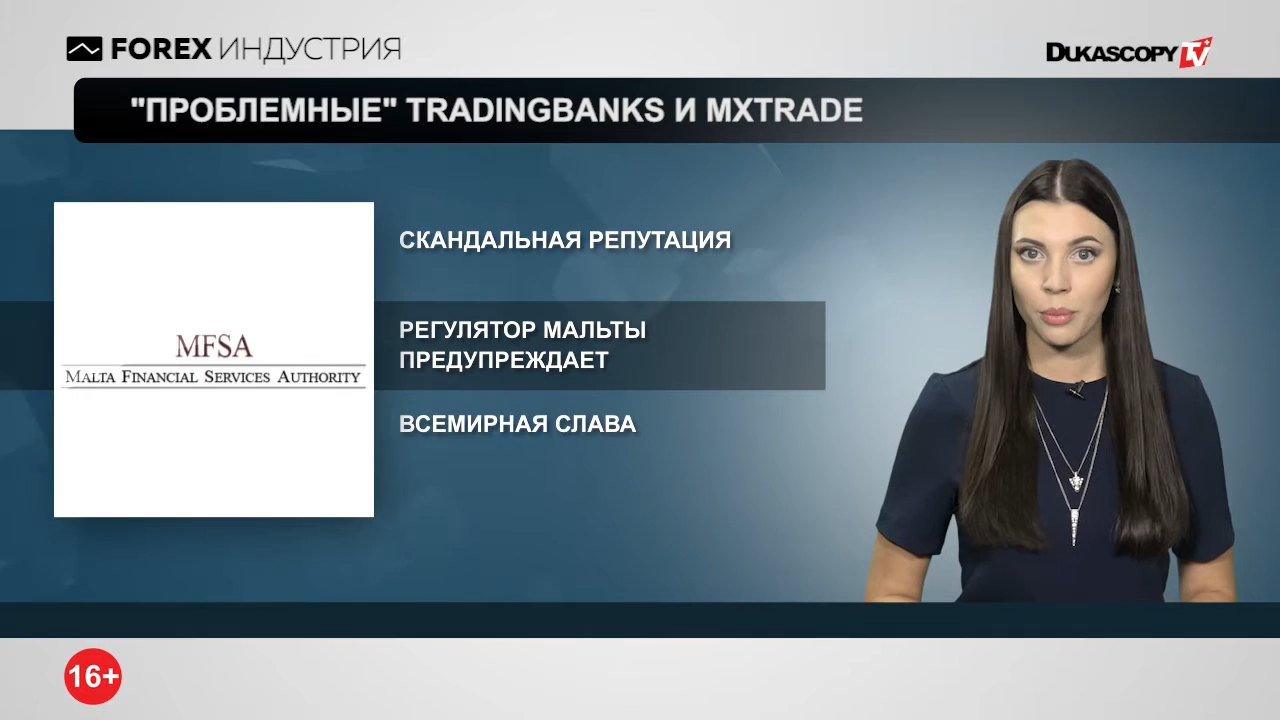 FOREX ИНДУСТРИЯ
DUKASCOPY TV
"ПРОБЛЕМНЫЕ" TRADINGBANKS И MXTRADE
СКАНДАЛЬНАЯ РЕПУТАЦИЯ
РЕГУЛЯТОР МАЛЬТЫ
ПРЕДУПРЕЖДАЕТ
ВСЕМИРНАЯ СЛАВА
MFSA
MALTA FINANCIAL SERVICES AUTHORITY
16+